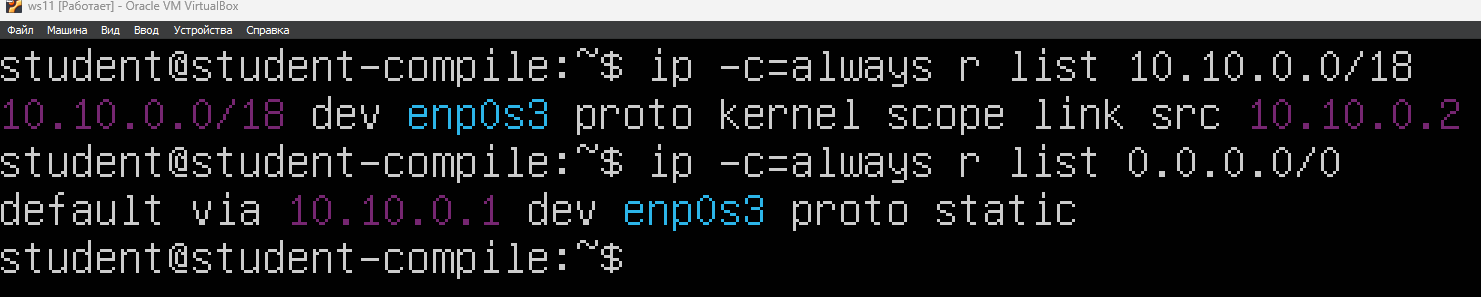 ws11 [Работает] - Oracle VM VirtualBox
Файл Машина Вид Ввод Устройства Справка
student@student-compile:~$ ip -c=always r list 10.10.0.0/18
10.10.0.0/18 dev enp0s3 proto kernel scope link src 10.10.0.2
student@student-compile:~$ ip -c=always r list 0.0.0.0/0
default via 10.10.0.1 dev enp0s3 proto static
student@student-compile:~$